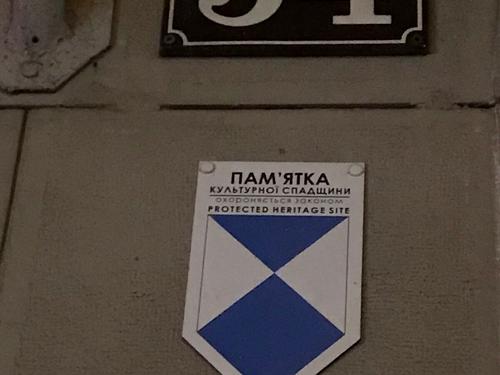 ПАМ'ЯТКА
КУЛЬТУРНОЇ СПАДЩИНИ
охороняється законом
PROTECTED HERITAGE SITE